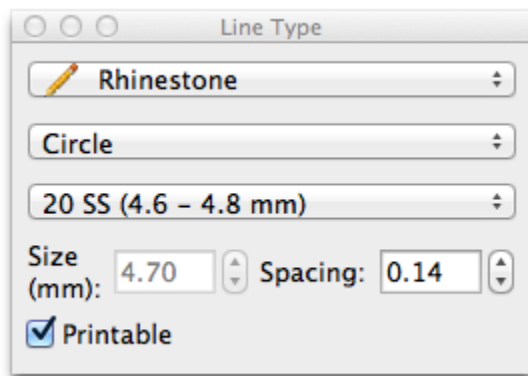 Line Type
Rhinestone
Circle
20 SS (4.6 – 4.8 mm)
Size
(mm): 4.70 Spacing: 0.14
Printable